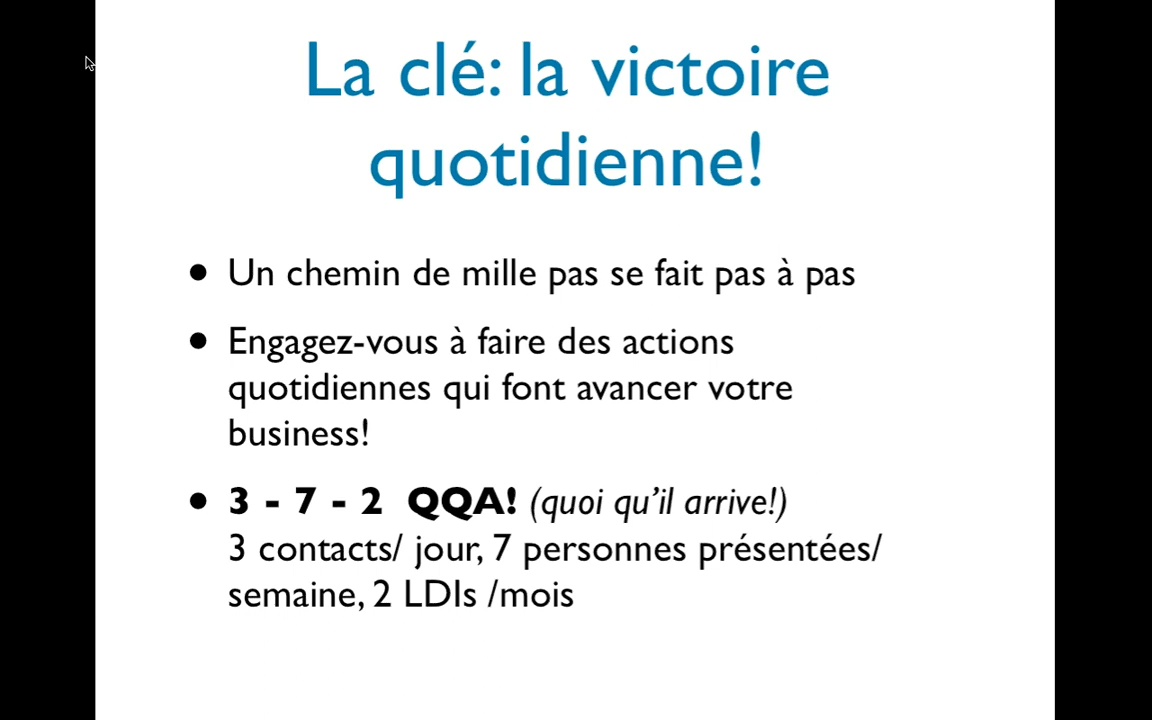 La clé: la victoire
quotidienne!
• Un chemin de mille pas se fait pas à pas
• Engagez-vous à faire des actions
quotidiennes qui font avancer votre
business!
• 3 - 7 - 2 QQA! (quoi qu’il arrive!)
3 contacts/ jour, 7 personnes présentées/
semaine, 2 LDIs /mois